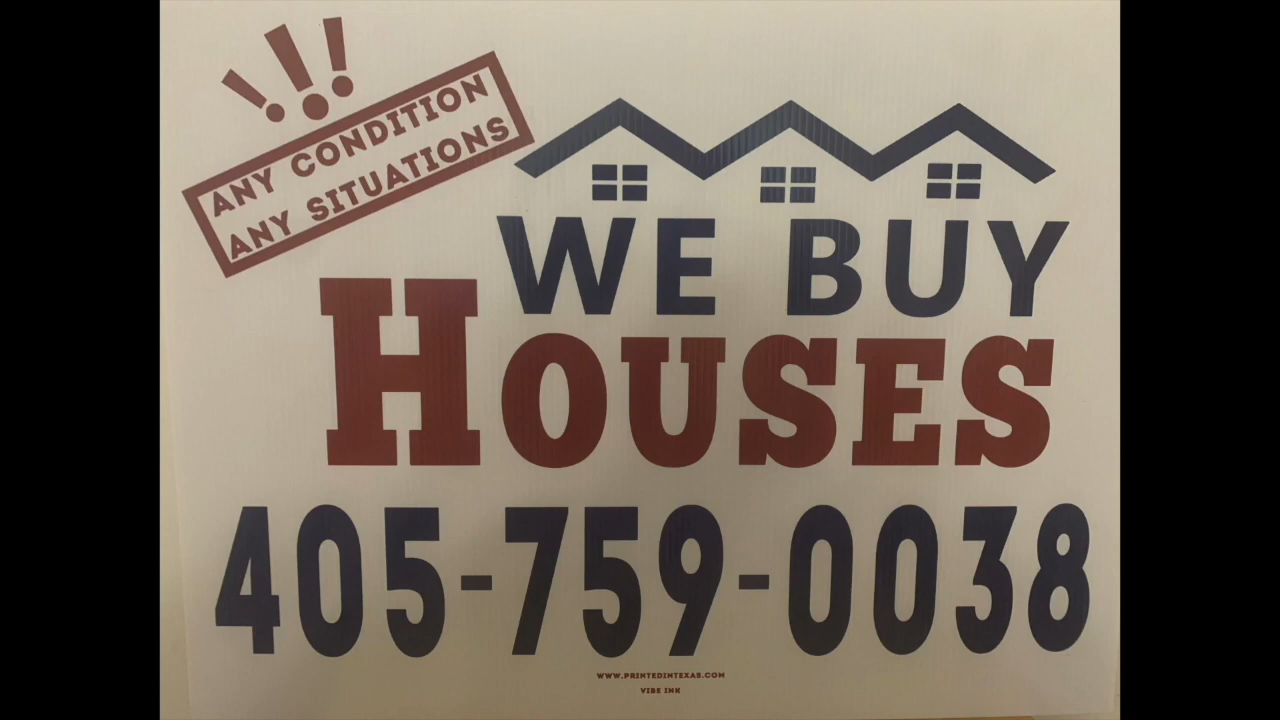 !!!
ANY CONDITION
ANY SITUATIONS
WE BUY
HOUSES
405-759-0038
WWW.PRINTEDINTEXAS.COM
VIBE INK